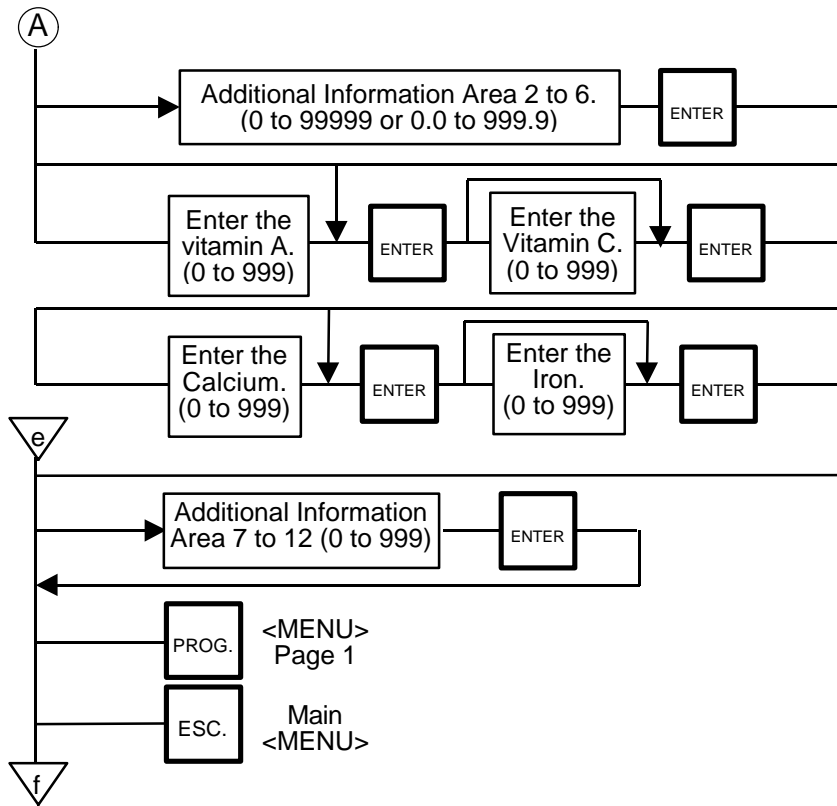 A
Additional Information Area 2 to 6.
(0 to 99999 or 0.0 to 999.9)
ENTER
Enter the
vitamin A.
(0 to 999)
ENTER
Enter the
Vitamin C.
(0 to 999)
ENTER
Enter the
Calcium.
(0 to 999)
ENTER
Enter the
Iron.
(0 to 999)
ENTER
e
Additional Information
Area 7 to 12 (0 to 999)
ENTER
PROG.
<MENU>
Page 1
ESC.
Main
<MENU>
f